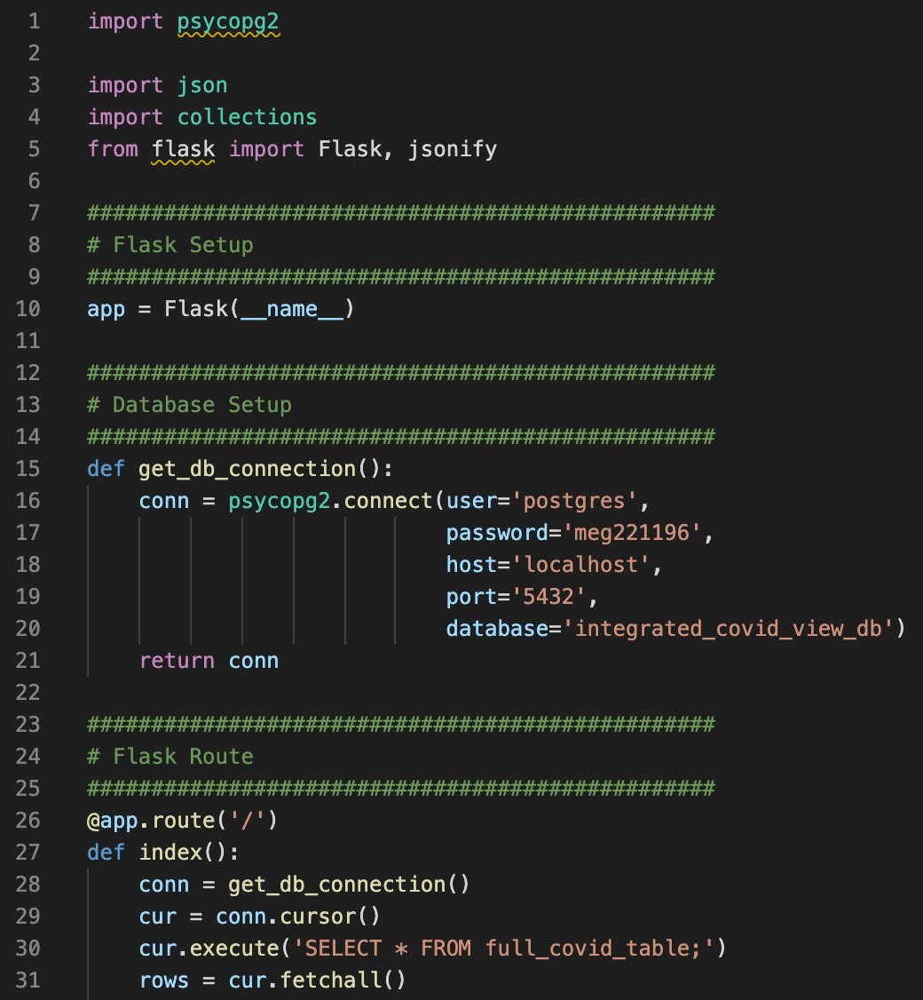 1 import psycopg2
2
3 import json
4 import collections
5 from flask import Flask, jsonify
6
7 #################################################
8 # Flask Setup
9 #################################################
10 app = Flask(__name__)
11
12 #################################################
13 # Database Setup
14 #################################################
15 def get_db_connection():
16     conn = psycopg2.connect(user='postgres',
17                             password='meg221196',
18                             host='localhost',
19                             port='5432',
20                             database='integrated_covid_view_db')
21     return conn
22
23 #################################################
24 # Flask Route
25 #################################################
26 @app.route('/')
27 def index():
28     conn = get_db_connection()
29     cur = conn.cursor()
30     cur.execute('SELECT * FROM full_covid_table;')
31     rows = cur.fetchall()